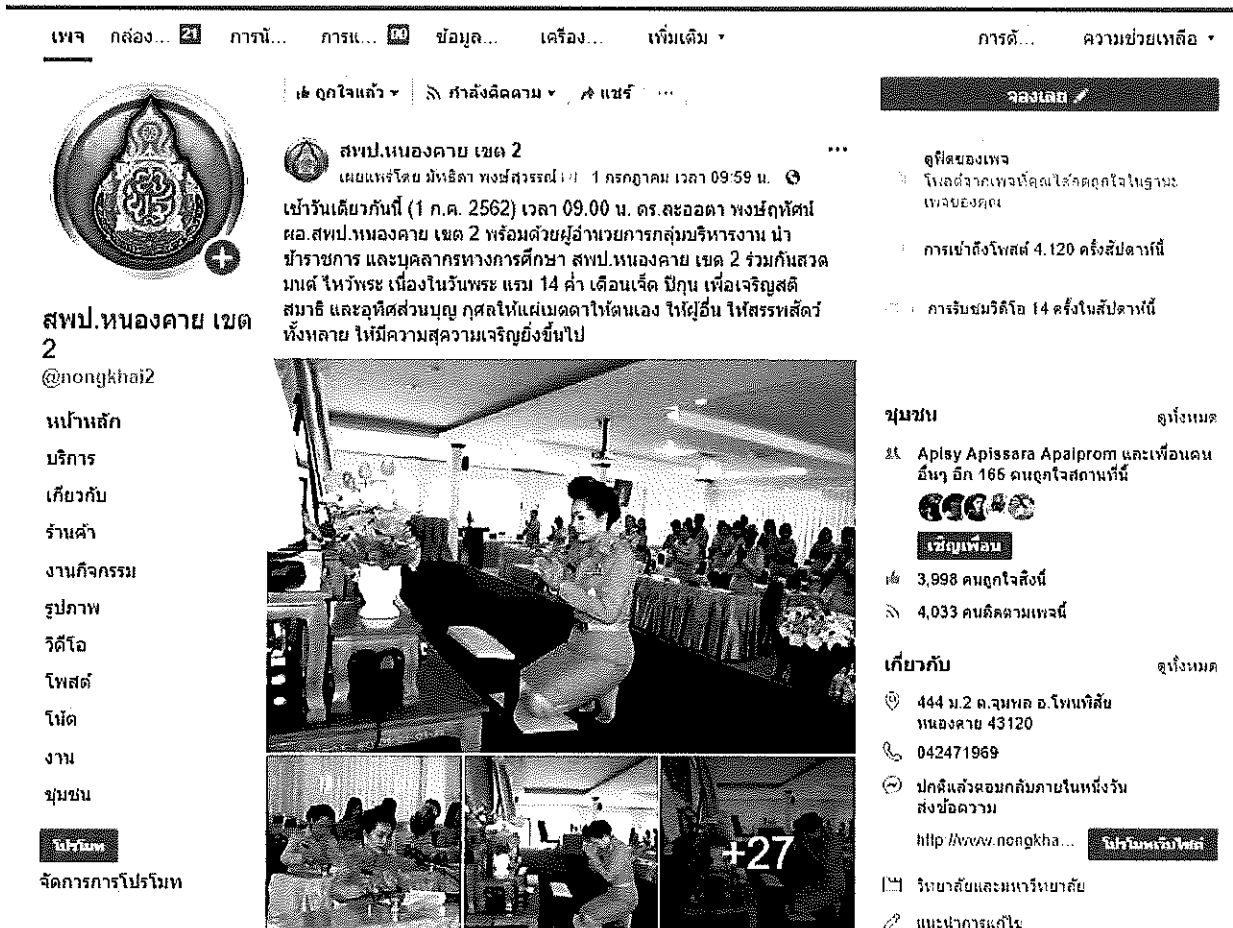 เพจ กล่อง... 21 การนั... การแ... ข้อมูล... เครื่อง... เพิ่มเติม การตั... ความช่วยเหลือ
ถูกใจแล้ว กำลังติดตาม แชร์ ...
จองเลย
สพป.หนองคาย เขต 2
@nongkhai2
หน้าหลัก
บริการ
เกี่ยวกับ
ร้านค้า
งานกิจกรรม
รูปภาพ
วิดีโอ
โพสต์
โน้ต
งาน
ชุมชน
โปรโมท
จัดการการโปรโมท
สพป.หนองคาย เขต 2
เผยแพร่โดย มัทธิตา พงษ์สุวรรณ์ 1 กรกฎาคม เวลา 09:59 น.
เช้าวันเดียวกันนี้ (1 ก.ค. 2562) เวลา 09.00 น. ดร.ละออตา พงษ์ฤทัศน์
ผอ.สพป.หนองคาย เขต 2 พร้อมด้วยผู้อำนวยการกลุ่มบริหารงาน นำ
ข้าราชการ และบุคลากรทางการศึกษา สพป.หนองคาย เขต 2 ร่วมกันสวด
มนต์ ไหว้พระ เนื่องในวันพระ แรม 14 ค่ำ เดือนเจ็ด ปีกุน เพื่อเจริญสติ
สมาธิ และอุทิศส่วนบุญ กุศลให้แผ่เมตตาให้ตนเอง ให้ผู้อื่น ให้สรรพสัตว์
ทั้งหลาย ให้มีความสุขความเจริญยิ่งขึ้นไป
+27
ดูฟีดของเพจ
โพสต์จากเพจที่คุณได้กดถูกใจในฐานะ
เพจของคุณ
การเข้าถึงโพสต์ 4,120 ครั้งสัปดาห์นี้
การรับชมวิดีโอ 14 ครั้งในสัปดาห์นี้
ชุมชน ดูทั้งหมด
Apisy Apissara Apaiprom และเพื่อนคน
อื่นๆ อีก 165 คนถูกใจสถานที่นี้
เชิญเพื่อน
3,998 คนถูกใจสิ่งนี้
4,033 คนติดตามเพจนี้
เกี่ยวกับ ดูทั้งหมด
444 ม.2 ต.จุมพล อ.โพนพิสัย
หนองคาย 43120
042471969
ปกติแล้วตอบกลับภายในหนึ่งวัน
ส่งข้อความ
http://www.nongkha... โปรโมทเว็บไซต์
วิทยาลัยและมหาวิทยาลัย
แนะนำการแก้ไข